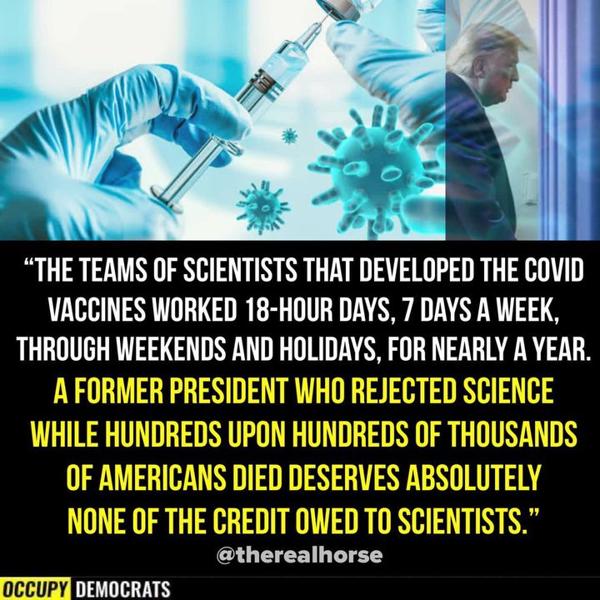 “THE TEAMS OF SCIENTISTS THAT DEVELOPED THE COVID
VACCINES WORKED 18-HOUR DAYS, 7 DAYS A WEEK,
THROUGH WEEKENDS AND HOLIDAYS, FOR NEARLY A YEAR.
A FORMER PRESIDENT WHO REJECTED SCIENCE
WHILE HUNDREDS UPON HUNDREDS OF THOUSANDS
OF AMERICANS DIED DESERVES ABSOLUTELY
NONE OF THE CREDIT OWED TO SCIENTISTS.”
@therealhorse
OCCUPY DEMOCRATS